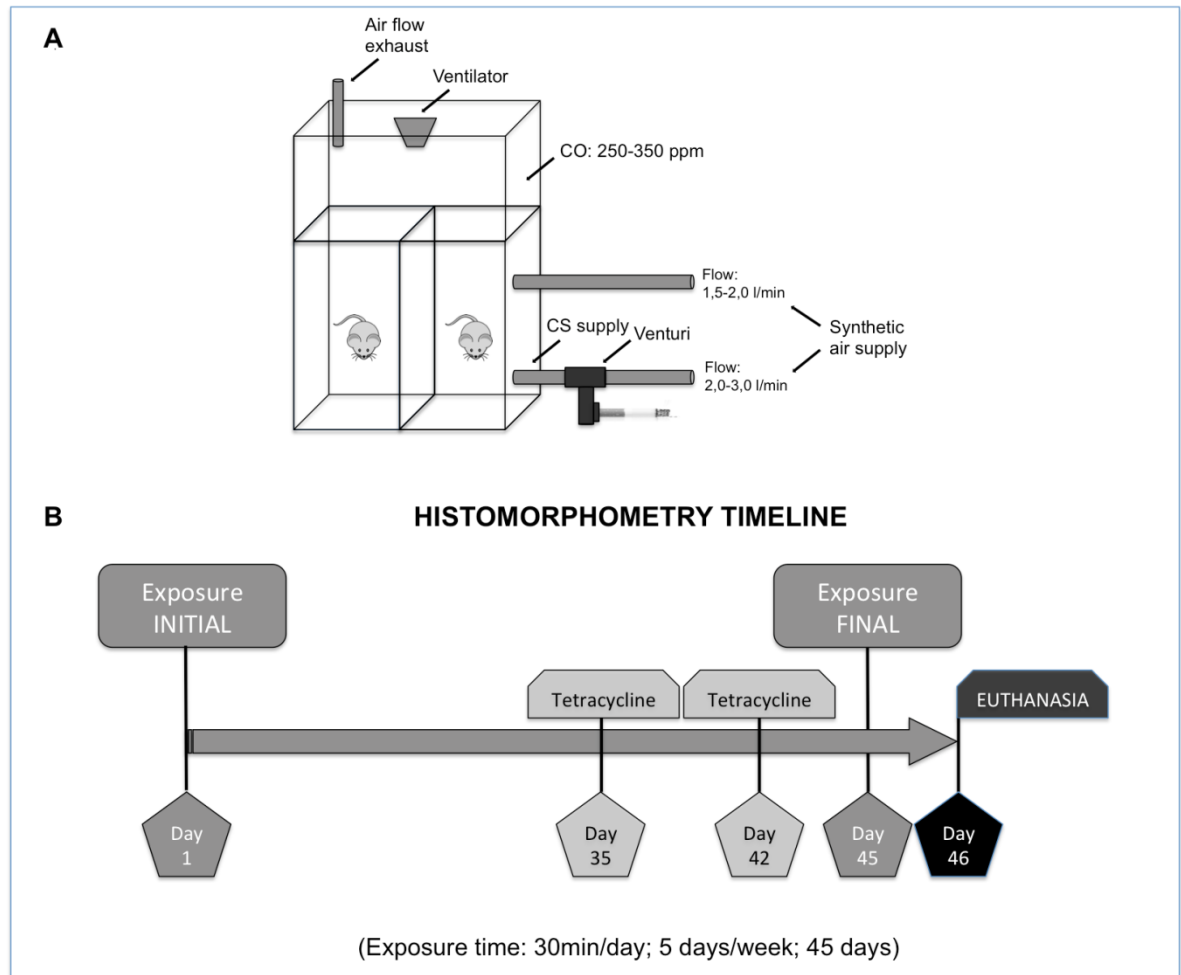 A
Air flow
exhaust
Ventilator
CO: 250-350 ppm
Flow:
1,5-2,0 l/min
Synthetic
air supply
CS supply
Venturi
Flow:
2,0-3,0 l/min
B
HISTOMORPHOMETRY TIMELINE
Exposure
INITIAL
Exposure
FINAL
Tetracycline
Tetracycline
EUTHANASIA
Day
1
Day
35
Day
42
Day
45
Day
46
(Exposure time: 30min/day; 5 days/week; 45 days)